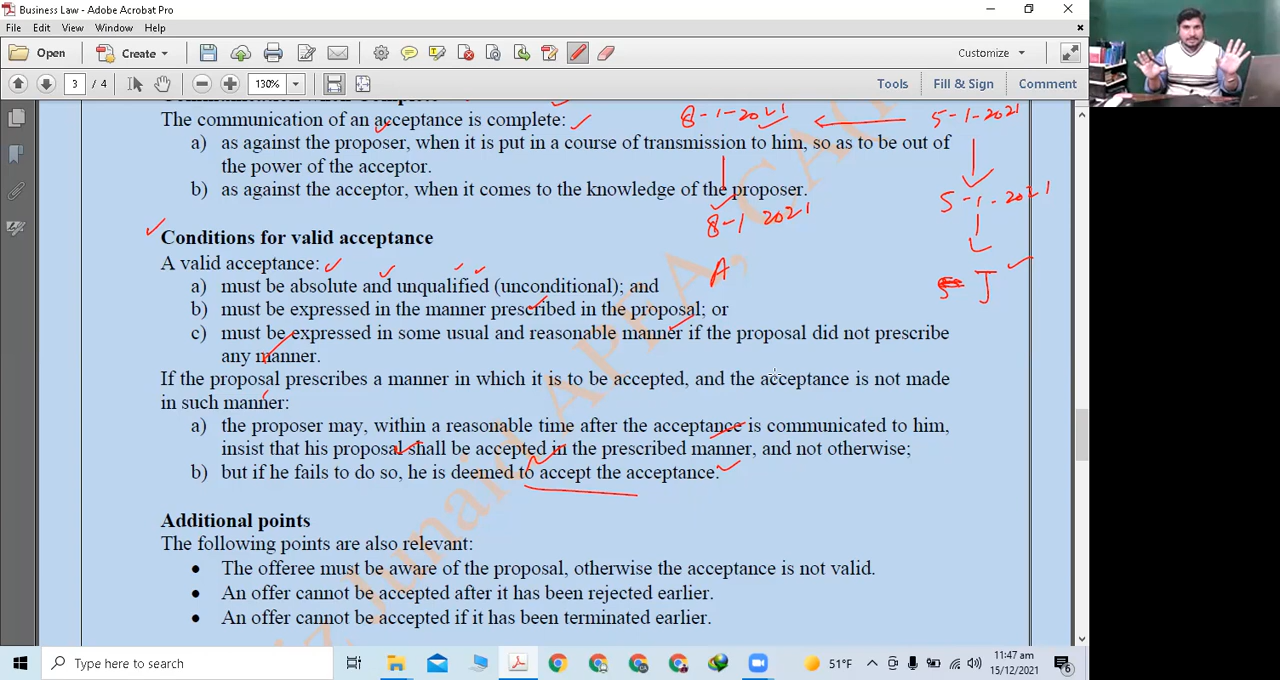 Business Law - Adobe Acrobat Pro
File Edit View Window Help
Open Create Customize
3 / 4 130% Tools Fill & Sign Comment
The communication of an acceptance is complete:
a) as against the proposer, when it is put in a course of transmission to him, so as to be out of
the power of the acceptor.
b) as against the acceptor, when it comes to the knowledge of the proposer.
8-1-2021 5-1-2021
5-1-2021
8-1 2021
A
J
Conditions for valid acceptance
A valid acceptance:
a) must be absolute and unqualified (unconditional); and
b) must be expressed in the manner prescribed in the proposal; or
c) must be expressed in some usual and reasonable manner if the proposal did not prescribe
any manner.
If the proposal prescribes a manner in which it is to be accepted, and the acceptance is not made
in such manner:
a) the proposer may, within a reasonable time after the acceptance is communicated to him,
insist that his proposal shall be accepted in the prescribed manner, and not otherwise;
b) but if he fails to do so, he is deemed to accept the acceptance.
Additional points
The following points are also relevant:
• The offeree must be aware of the proposal, otherwise the acceptance is not valid.
• An offer cannot be accepted after it has been rejected earlier.
• An offer cannot be accepted if it has been terminated earlier.
Junaid APFA, CA
Type here to search 51°F 11:47 am
15/12/2021 6